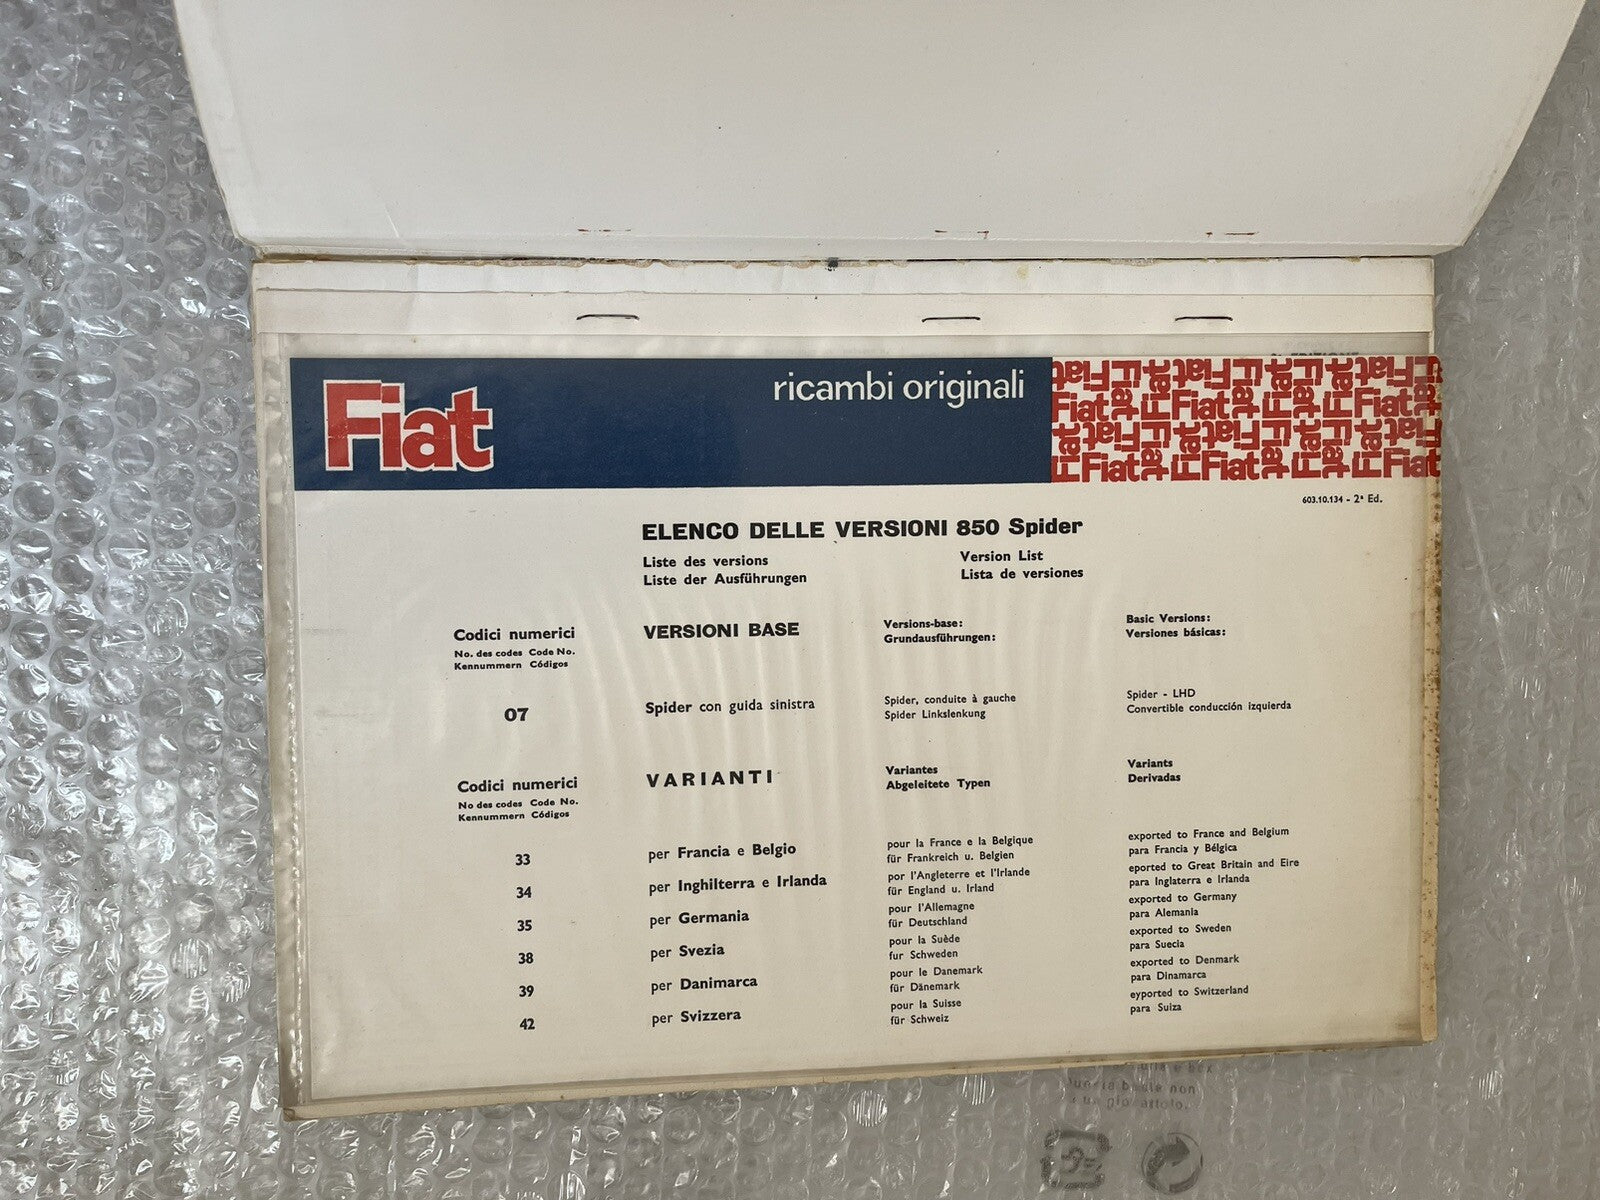 Fiat
ricambi originali
603.10.134 - 2ª Ed.
ELENCO DELLE VERSIONI 850 Spider
Liste des versions Version List
Liste der Ausführungen Lista de versiones
Codici numerici VERSIONI BASE Versions-base: Basic Versions:
No. des codes Code No. Grundausführungen: Versiones básicas:
Kennummern Códigos
07 Spider con guida sinistra Spider, conduite à gauche Spider - LHD
Spider Linkslenkung Convertible conducción izquierda
Codici numerici VARIANTI Variantes Variants
No des codes Code No. Abgeleitete Typen Derivadas
Kennummern Códigos
33 per Francia e Belgio pour la France e la Belgique exported to France and Belgium
für Frankreich u. Belgien para Francia y Bélgica
34 per Inghilterra e Irlanda por l'Angleterre et l'Irlande eported to Great Britain and Eire
für England u. Irland para Inglaterra e Irlanda
35 per Germania pour l'Allemagne exported to Germany
für Deutschland para Alemania
38 per Svezia pour la Suède exported to Sweden
fur Schweden para Suecia
39 per Danimarca pour le Danemark exported to Denmark
für Dänemark para Dinamarca
42 per Svizzera pour la Suisse eyported to Switzerland
für Schweiz para Suiza